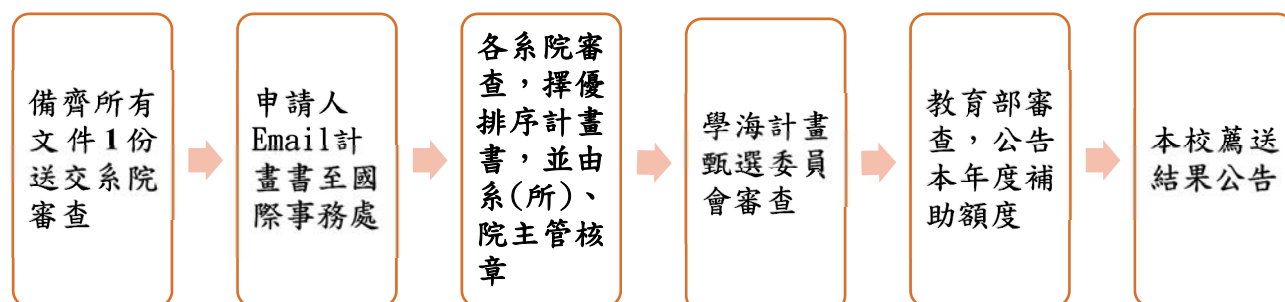 備齊所有
文件1份
送交系院
審查
申請人
Email計
畫書至國
際事務處
各系院審
查，擇優
排序計畫
書，並由
系(所)、
院主管核
章
學海計畫
甄選委員
會審查
教育部審
查，公告
本年度補
助額度
本校薦送
結果公告